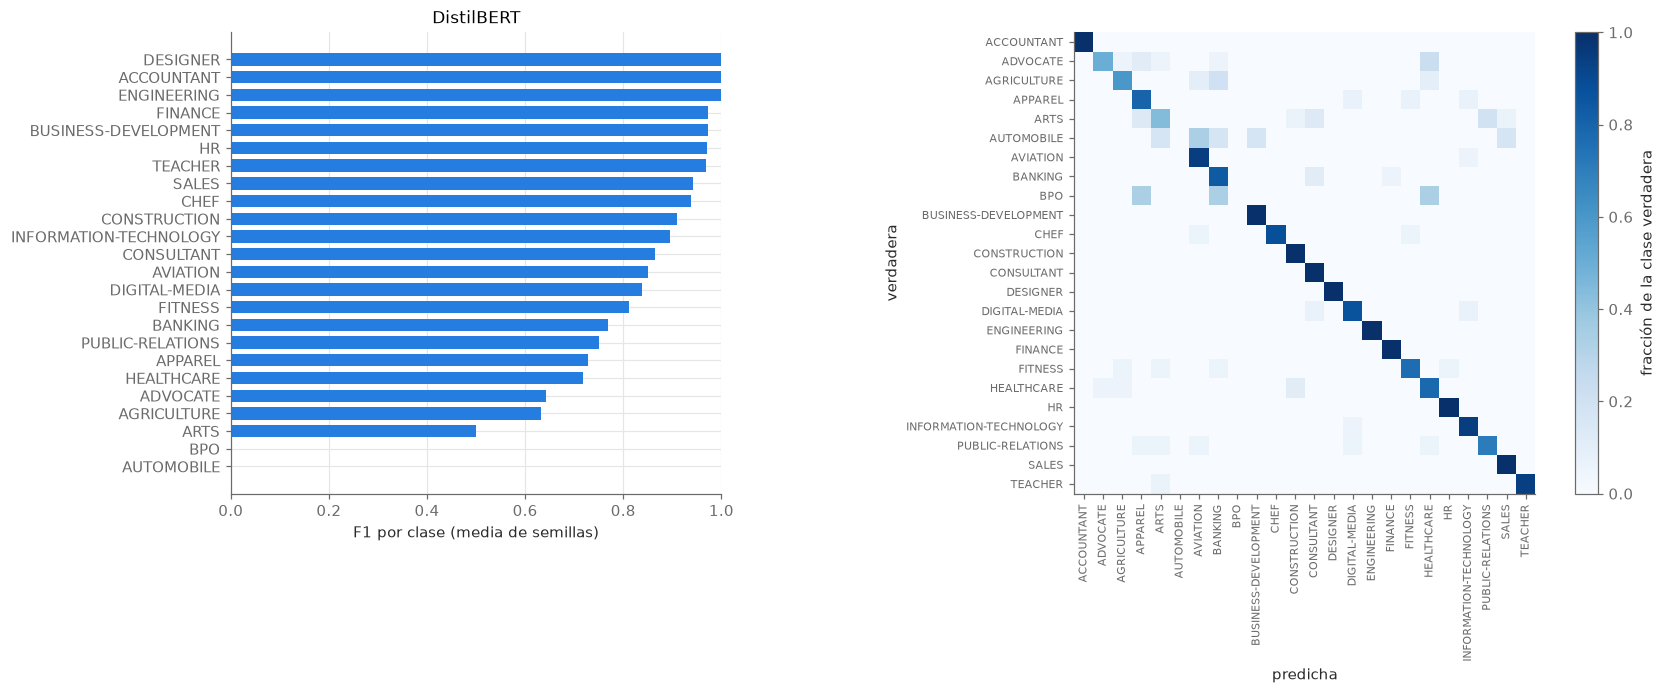 DistilBERT
DESIGNER
ACCOUNTANT
ENGINEERING
FINANCE
BUSINESS-DEVELOPMENT
HR
TEACHER
SALES
CHEF
CONSTRUCTION
INFORMATION-TECHNOLOGY
CONSULTANT
AVIATION
DIGITAL-MEDIA
FITNESS
BANKING
PUBLIC-RELATIONS
APPAREL
HEALTHCARE
ADVOCATE
AGRICULTURE
ARTS
BPO
AUTOMOBILE
0.0 0.2 0.4 0.6 0.8 1.0
F1 por clase (media de semillas)
verdadera
ACCOUNTANT
ADVOCATE
AGRICULTURE
APPAREL
ARTS
AUTOMOBILE
AVIATION
BANKING
BPO
BUSINESS-DEVELOPMENT
CHEF
CONSTRUCTION
CONSULTANT
DESIGNER
DIGITAL-MEDIA
ENGINEERING
FINANCE
FITNESS
HEALTHCARE
HR
INFORMATION-TECHNOLOGY
PUBLIC-RELATIONS
SALES
TEACHER
ACCOUNTANT
ADVOCATE
AGRICULTURE
APPAREL
ARTS
AUTOMOBILE
AVIATION
BANKING
BPO
BUSINESS-DEVELOPMENT
CHEF
CONSTRUCTION
CONSULTANT
DESIGNER
DIGITAL-MEDIA
ENGINEERING
FINANCE
FITNESS
HEALTHCARE
HR
INFORMATION-TECHNOLOGY
PUBLIC-RELATIONS
SALES
TEACHER
predicha
1.0
0.8
0.6
0.4
0.2
0.0
fracción de la clase verdadera